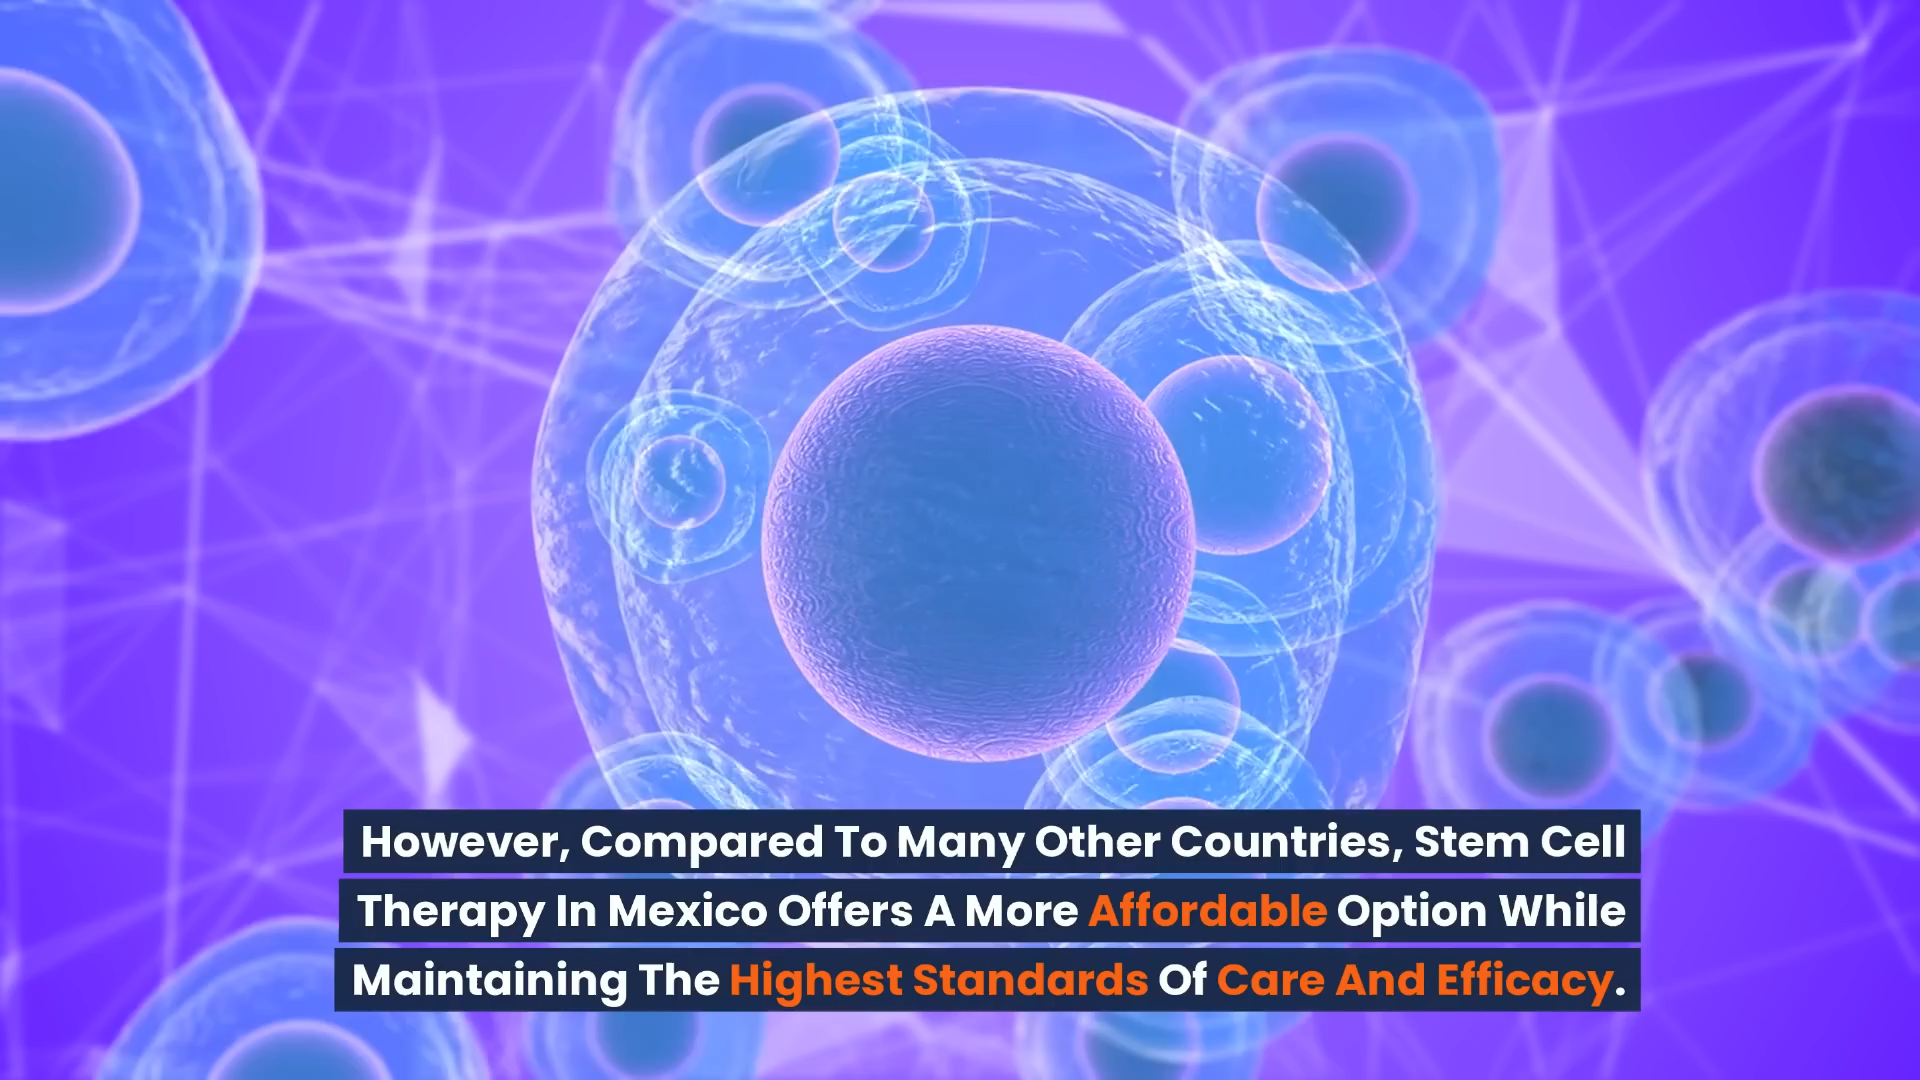 However, Compared To Many Other Countries, Stem Cell
Therapy In Mexico Offers A More Affordable Option While
Maintaining The Highest Standards Of Care And Efficacy.